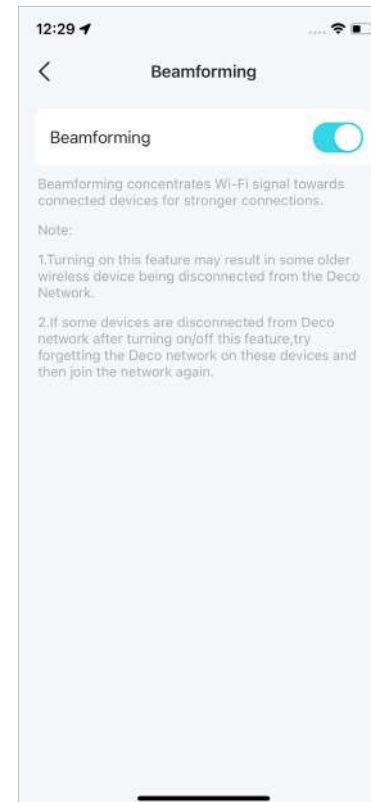 12:29
Beamforming
Beamforming
Beamforming concentrates Wi-Fi signal towards
connected devices for stronger connections.
Note:
1.Turning on this feature may result in some older
wireless device being disconnected from the Deco
Network.
2.If some devices are disconnected from Deco
network after turning on/off this feature,try
forgetting the Deco network on these devices and
then join the network again.